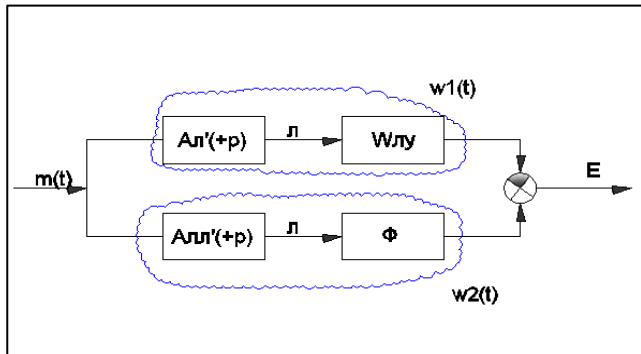 w1(t)
Ал'(+р) л Wлу
m(t) E
Алл'(+р) л Ф
w2(t)